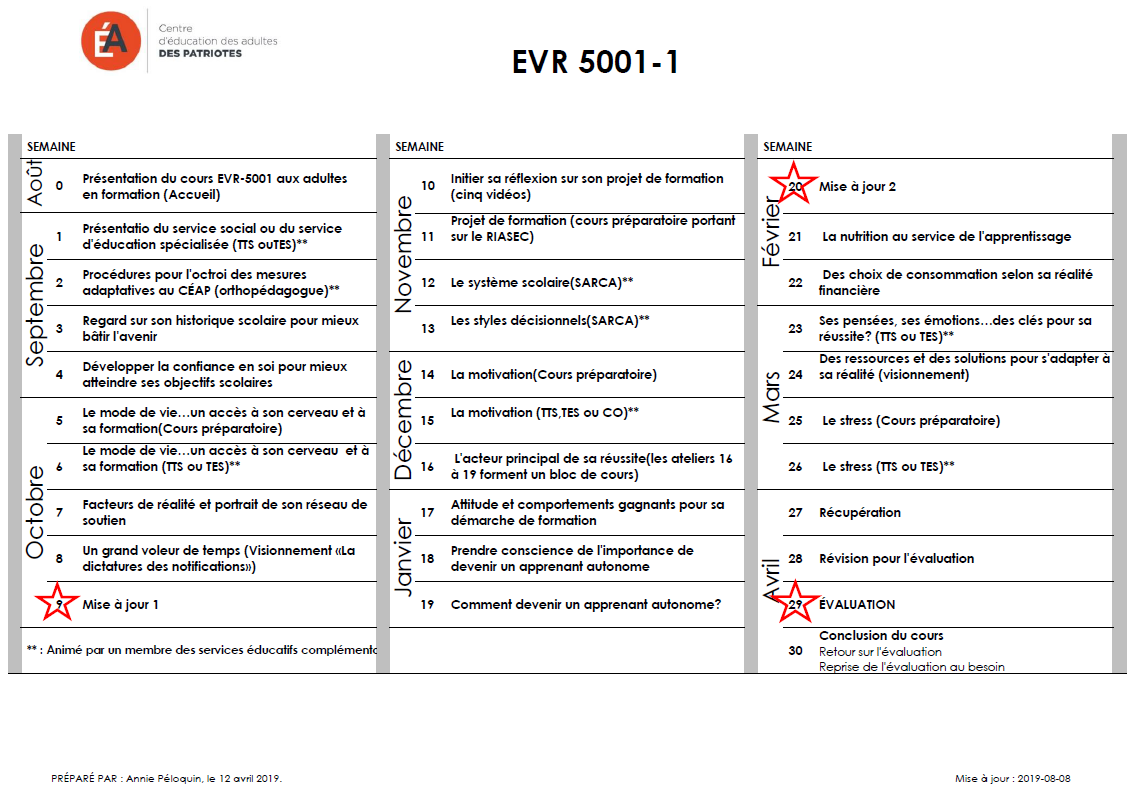 ÉA
Centre
d'éducation des adultes
DES PATRIOTES
EVR 5001-1
SEMAINE
Août
0 Présentation du cours EVR-5001 aux adultes
en formation (Accueil)
Septembre
1 Présentatio du service social ou du service
d'éducation spécialisée (TTS ouTES)**
2 Procédures pour l'octroi des mesures
adaptatives au CÉAP (orthopédagogue)**
3 Regard sur son historique scolaire pour mieux
bâtir l'avenir
4 Développer la confiance en soi pour mieux
atteindre ses objectifs scolaires
Octobre
5 Le mode de vie…un accès à son cerveau et à
sa formation(Cours préparatoire)
6 Le mode de vie…un accès à son cerveau et à
sa formation (TTS ou TES)**
7 Facteurs de réalité et portrait de son réseau de
soutien
8 Un grand voleur de temps (Visionnement «La
dictatures des notifications»)
9 Mise à jour 1
** : Animé par un membre des services éducatifs complémenta
SEMAINE
Novembre
10 Initier sa réflexion sur son projet de formation
(cinq vidéos)
11 Projet de formation (cours préparatoire portant
sur le RIASEC)
12 Le système scolaire(SARCA)**
13 Les styles décisionnels(SARCA)**
Décembre
14 La motivation(Cours préparatoire)
15 La motivation (TTS,TES ou CO)**
16 L'acteur principal de sa réussite(les ateliers 16
à 19 forment un bloc de cours)
Janvier
17 Attitude et comportements gagnants pour sa
démarche de formation
18 Prendre conscience de l'importance de
devenir un apprenant autonome
19 Comment devenir un apprenant autonome?
SEMAINE
Février
20 Mise à jour 2
21 La nutrition au service de l'apprentissage
22 Des choix de consommation selon sa réalité
financière
Mars
23 Ses pensées, ses émotions…des clés pour sa
réussite? (TTS ou TES)**
24 Des ressources et des solutions pour s'adapter à
sa réalité (visionnement)
25 Le stress (Cours préparatoire)
26 Le stress (TTS ou TES)**
Avril
27 Récupération
28 Révision pour l'évaluation
29 ÉVALUATION
30 Conclusion du cours
Retour sur l'évaluation
Reprise de l'évaluation au besoin
PRÉPARÉ PAR : Annie Péloquin, le 12 avril 2019.
Mise à jour : 2019-08-08